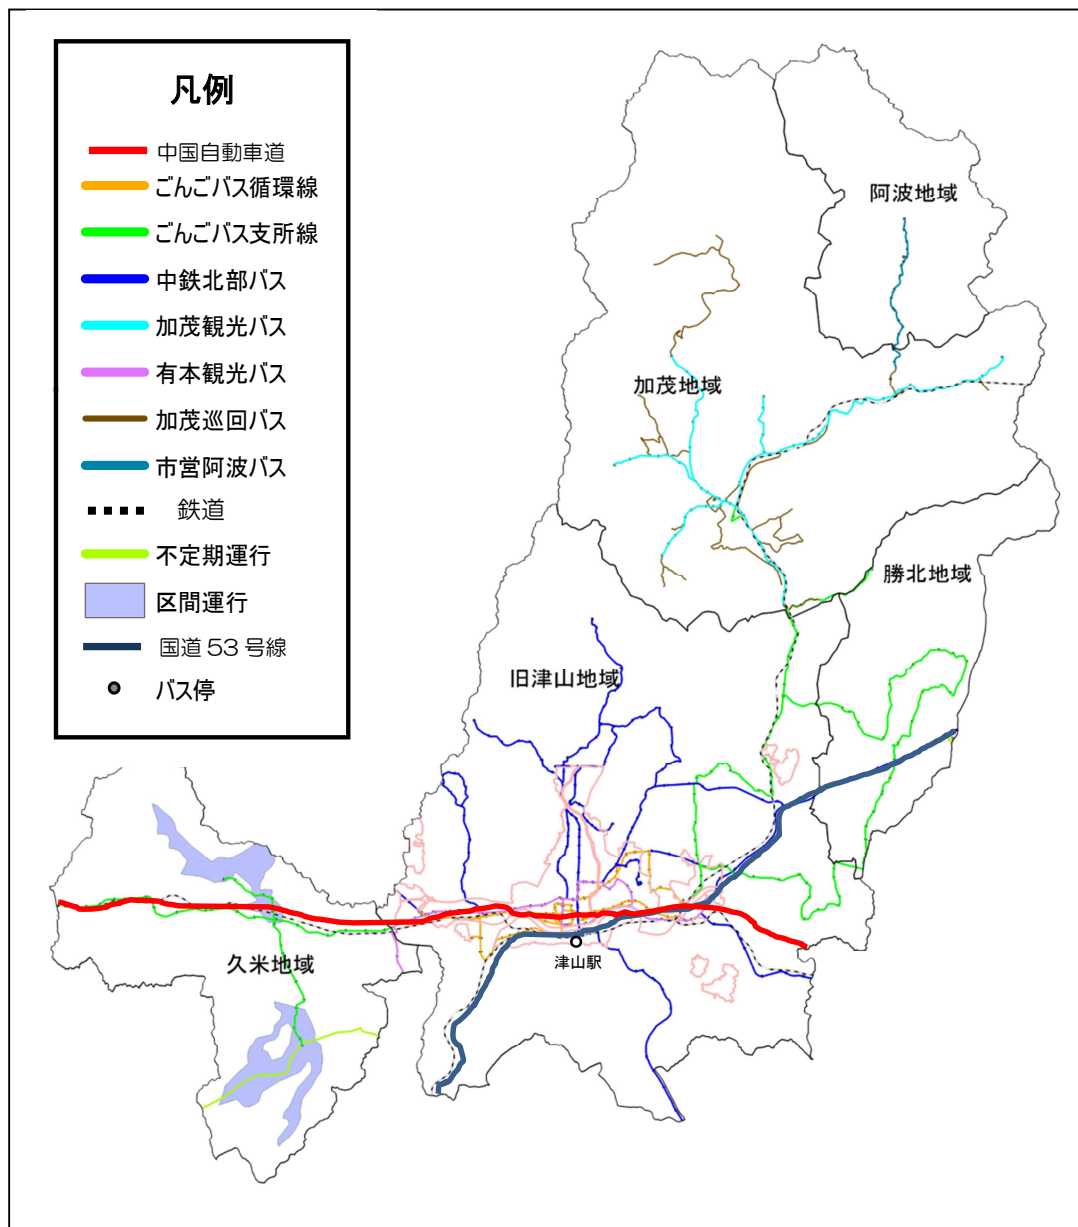 凡例
中国自動車道
ごんごバス循環線
ごんごバス支所線
中鉄北部バス
加茂観光バス
有本観光バス
加茂巡回バス
市営阿波バス
鉄道
不定期運行
区間運行
国道53号線
バス停
阿波地域
加茂地域
勝北地域
旧津山地域
久米地域
津山駅